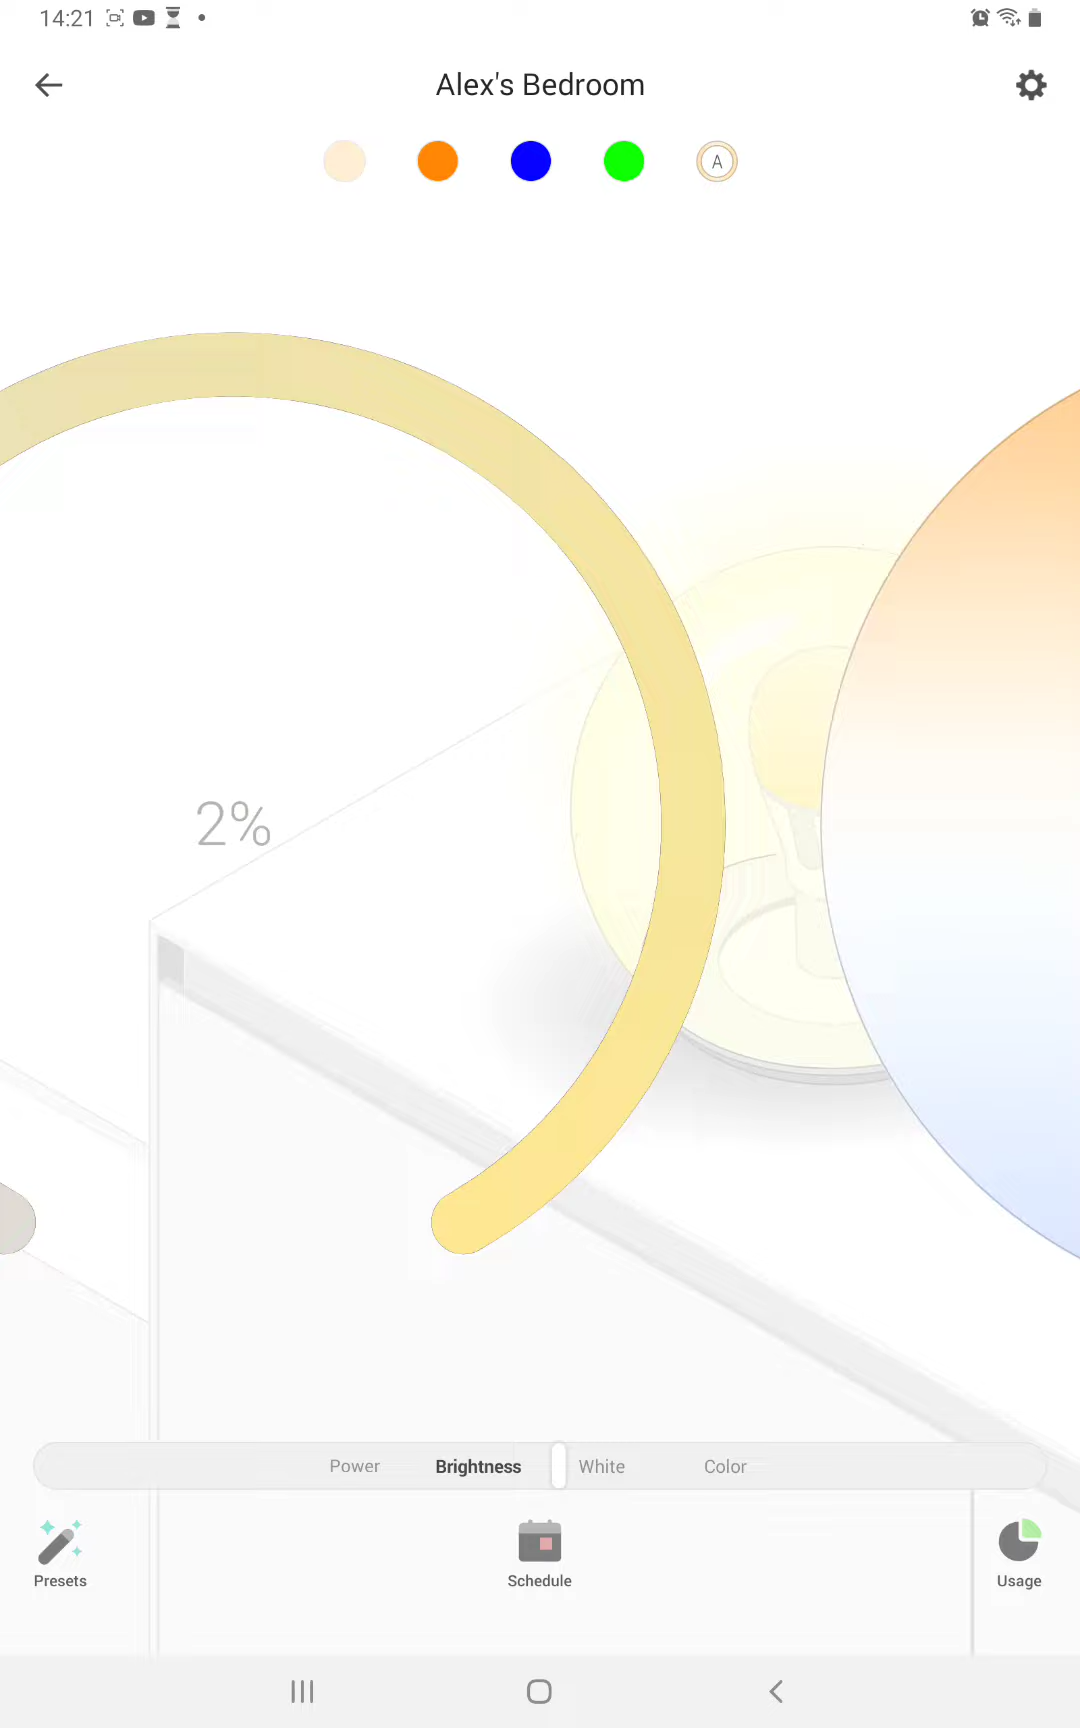 14:21
Alex's Bedroom
A
2%
Power Brightness White Color
Presets Schedule Usage